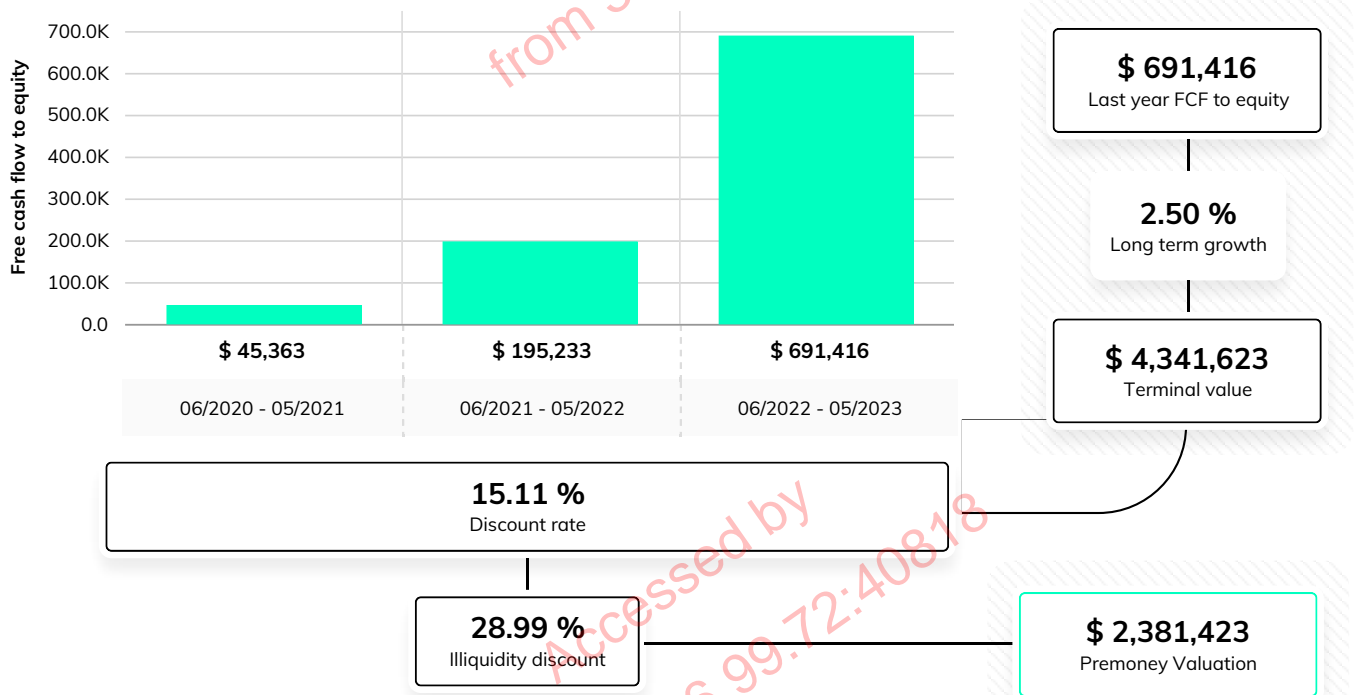 Free cash flow to equity
700.0K
600.0K
500.0K
400.0K
300.0K
200.0K
100.0K
0.0
$ 45,363
$ 195,233
$ 691,416
06/2020 - 05/2021
06/2021 - 05/2022
06/2022 - 05/2023
$ 691,416
Last year FCF to equity
2.50 %
Long term growth
$ 4,341,623
Terminal value
15.11 %
Discount rate
28.99 %
Illiquidity discount
$ 2,381,423
Premoney Valuation
from
Accessed by
99.72:40818